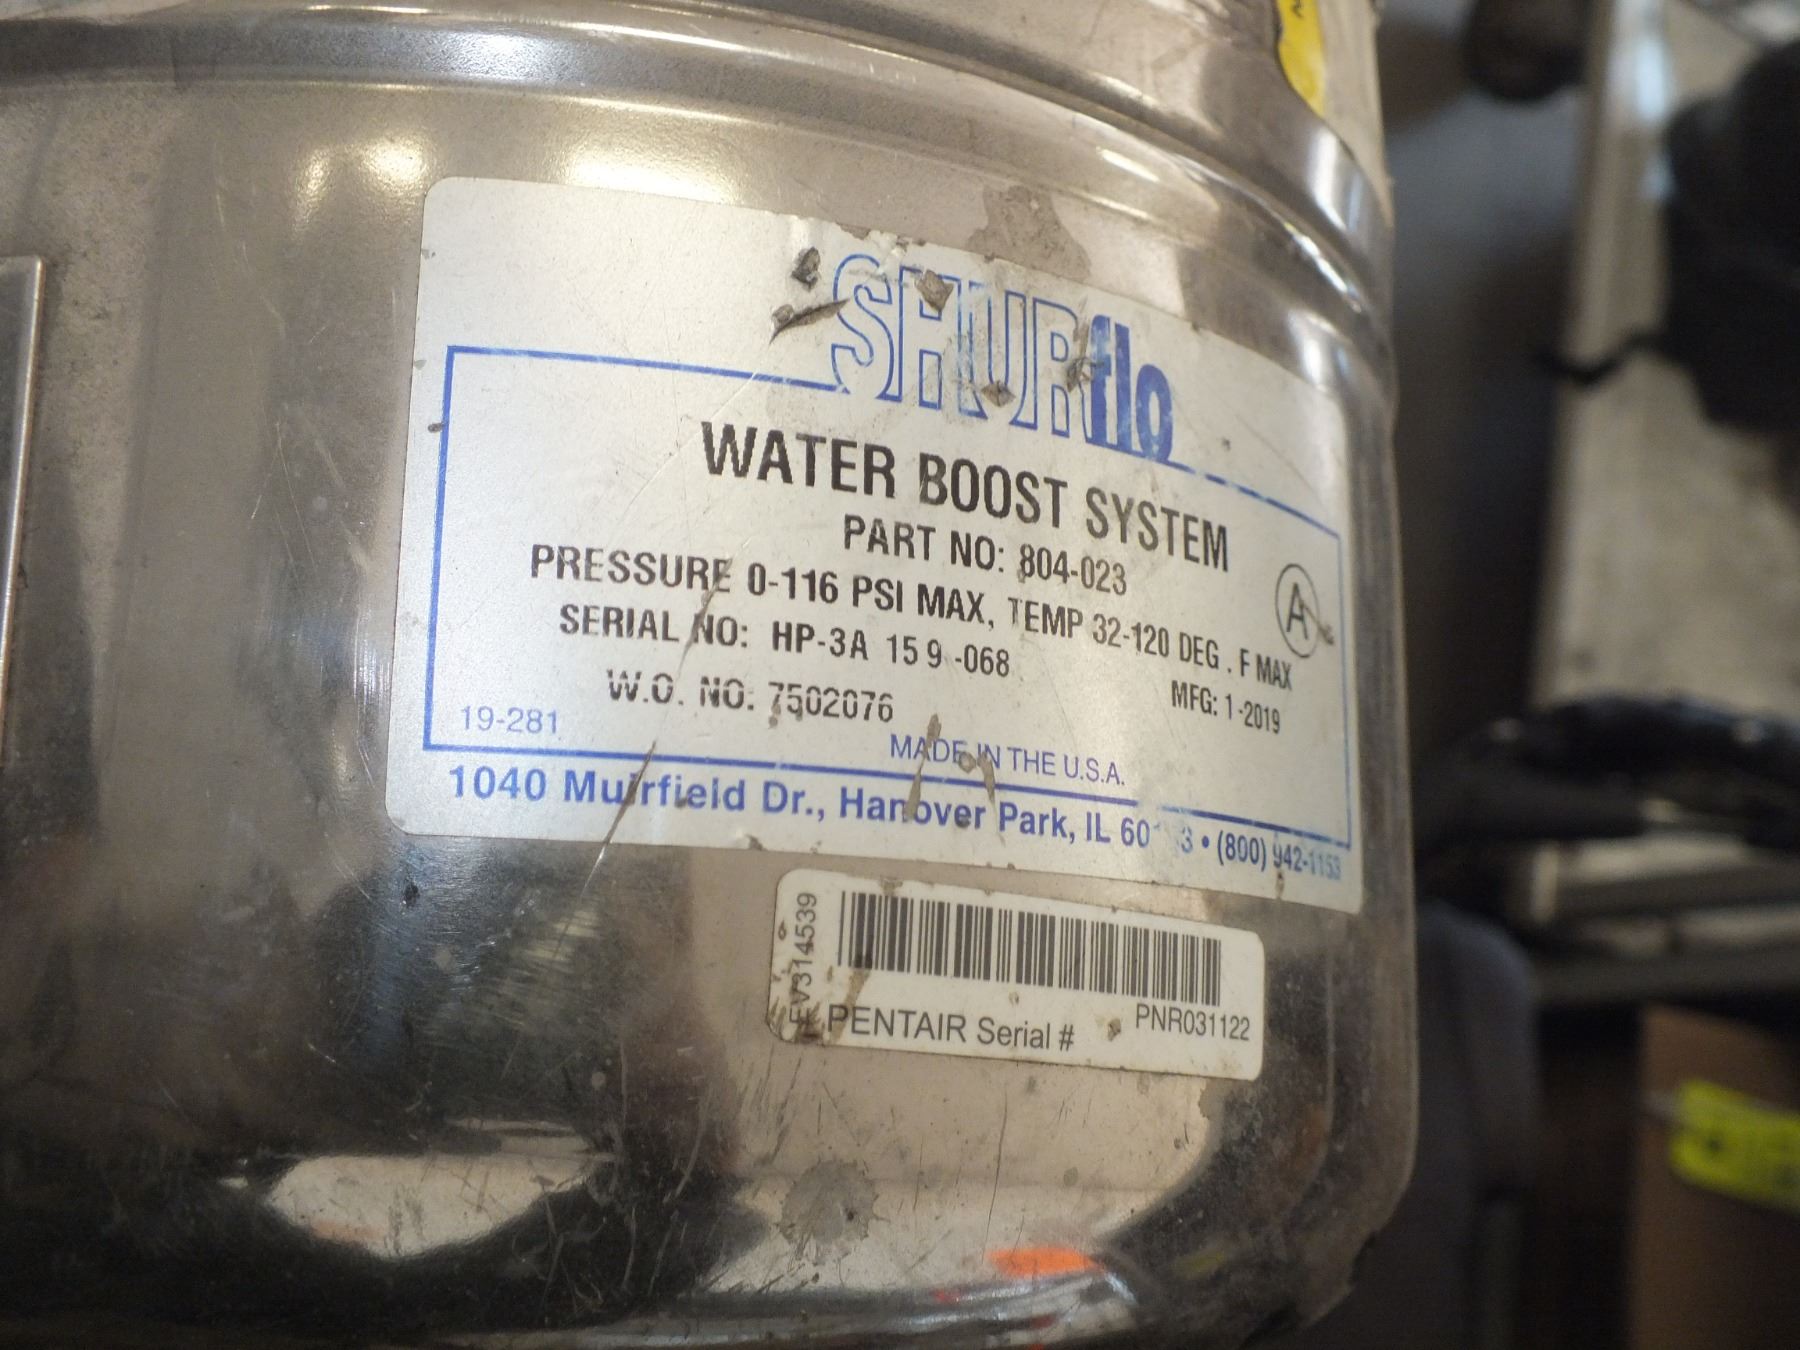 SHURflo
WATER BOOST SYSTEM
PART NO: 804-023
PRESSURE 0-116 PSI MAX, TEMP 32-120 DEG . F MAX
SERIAL NO: HP-3A 15 9 -068
MFG: 1-2019
W.O. NO: 7502076
19-281
MADE IN THE U.S.A.
1040 Muirfield Dr., Hanover Park, IL • (800) 942-1153
PENTAIR Serial #
PNR031122